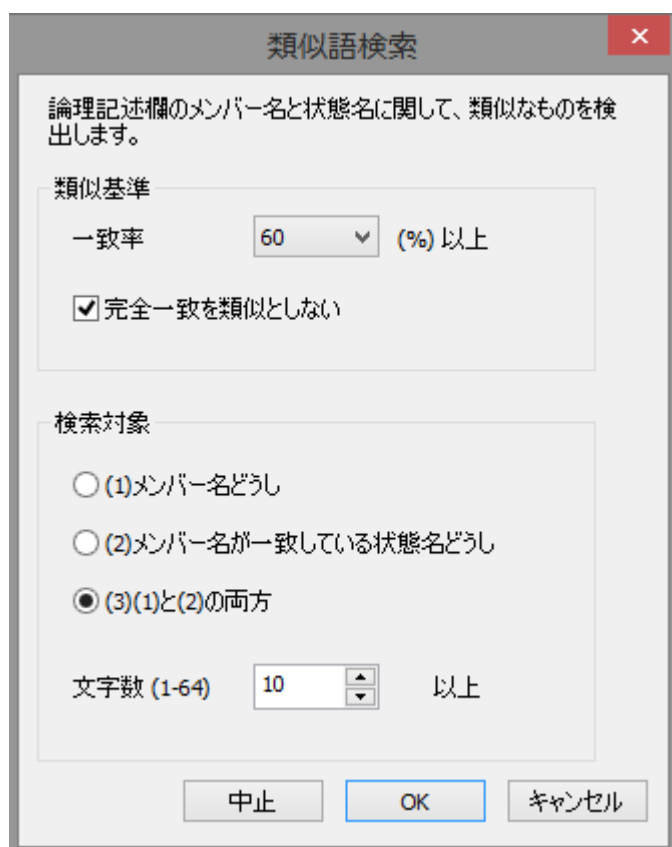 類似語検索
論理記述欄のメンバー名と状態名に関して、類似なものを検
出します。
類似基準
一致率 60 (%) 以上
完全一致を類似としない
検索対象
(1)メンバー名どうし
(2)メンバー名が一致している状態名どうし
(3)(1)と(2)の両方
文字数 (1-64) 10 以上
中止 OK キャンセル